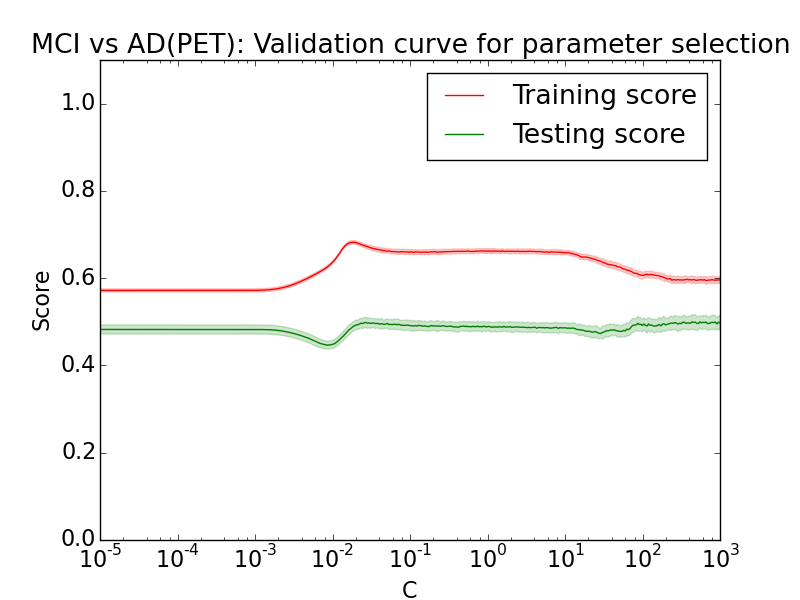 MCI vs AD(PET): Validation curve for parameter selection
Training score
Testing score
1.0
0.8
0.6
0.4
0.2
0.0
Score
10^-5 10^-4 10^-3 10^-2 10^-1 10^0 10^1 10^2 10^3
C